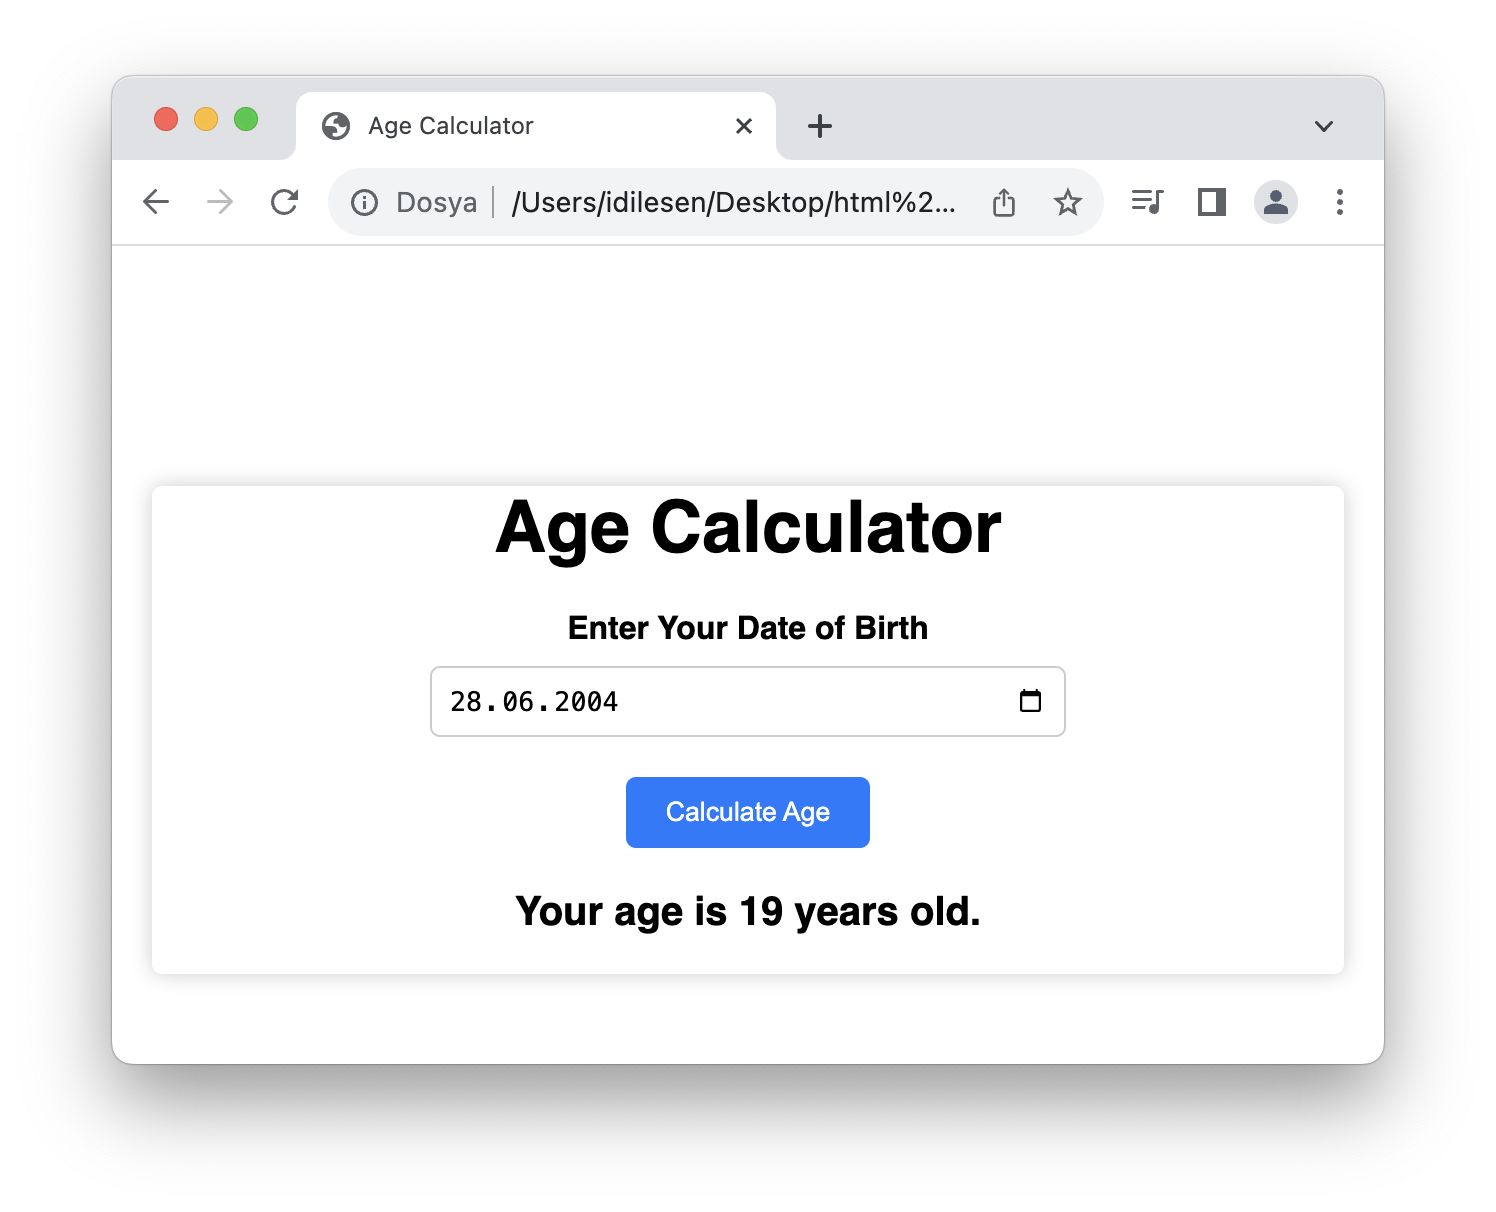 Age Calculator
Dosya /Users/idilesen/Desktop/html%2...
Age Calculator
Enter Your Date of Birth
28.06.2004
Calculate Age
Your age is 19 years old.